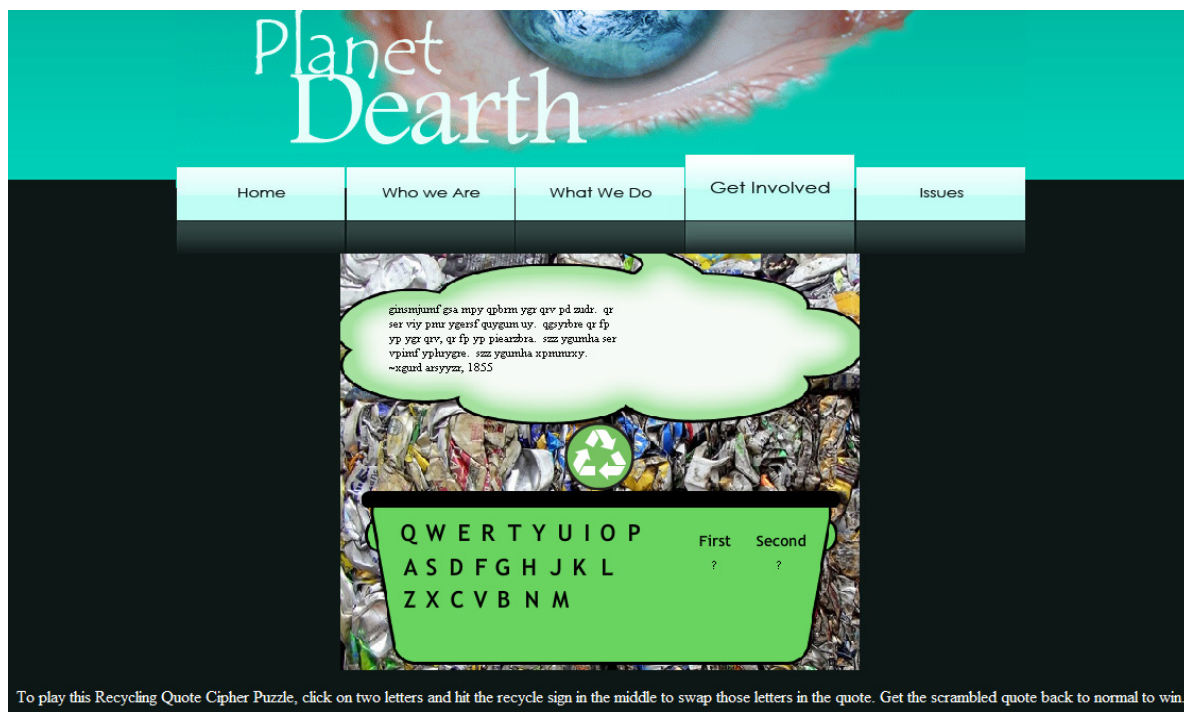 Planet
Dearth
Home
Who we Are
What We Do
Get Involved
Issues
ginsmjumf gsa mpy qpbrm ygr qrv pd zudr. qr
ser viy pmr ygersf quygum uy. qgsyrbre qr fp
yp ygr qrv, qr fp yp piearzbra. szz ygumha ser
vpimf yphrygre. szz ygumha xpmmrxy.
~xgurd arsyyzr, 1855
Q W E R T Y U I O P
A S D F G H J K L
Z X C V B N M
First Second
? ?
To play this Recycling Quote Cipher Puzzle, click on two letters and hit the recycle sign in the middle to swap those letters in the quote. Get the scrambled quote back to normal to win.